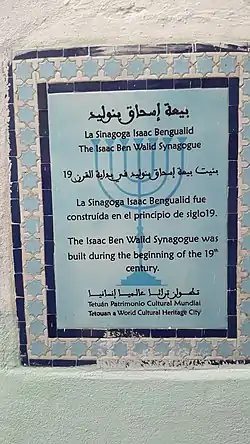 بيعة إسحاق بنوليد
La Sinagoga Isaac Bengualid
The Isaac Ben Walid Synagogue
بنيت بيعة إسحاق بنوليد في بداية القرن 19
La Sinagoga Isaac Bengualid fue
construída en el principio de siglo19.
The Isaac Ben Walid Synagogue was
built during the beginning of the 19th
century.
تطوان تراثا عالميا إنسانيا
Tetuán Patrimonio Cultural Mundial
Tetouan a World Cultural Heritage City